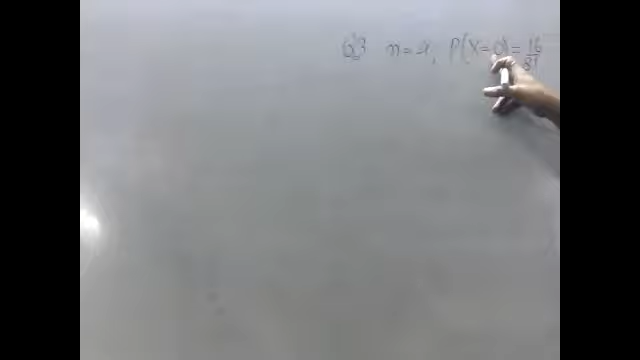 Q3 n = 4, P(X=0) = 16/81